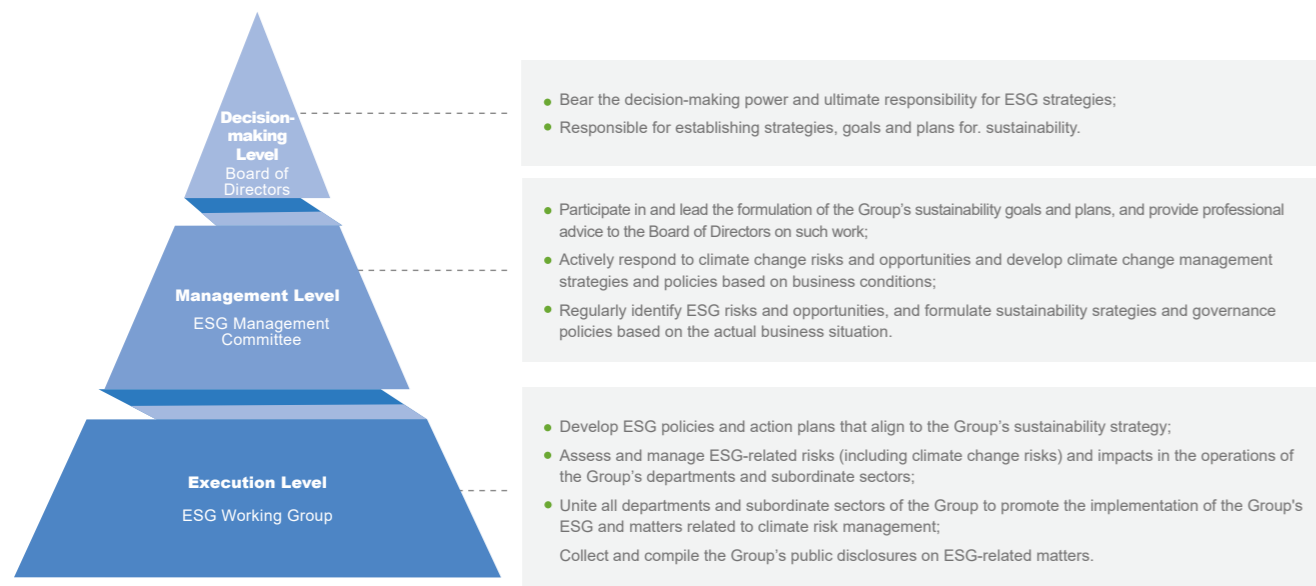 Decision-
making
Level
Board of
Directors
Bear the decision-making power and ultimate responsibility for ESG strategies;
Responsible for establishing strategies, goals and plans for. sustainability.
Management Level
ESG Management
Committee
Participate in and lead the formulation of the Group’s sustainability goals and plans, and provide professional
advice to the Board of Directors on such work;
Actively respond to climate change risks and opportunities and develop climate change management
strategies and policies based on business conditions;
Regularly identify ESG risks and opportunities, and formulate sustainability srategies and governance
policies based on the actual business situation.
Execution Level
ESG Working Group
Develop ESG policies and action plans that align to the Group’s sustainability strategy;
Assess and manage ESG-related risks (including climate change risks) and impacts in the operations of
the Group’s departments and subordinate sectors;
Unite all departments and subordinate sectors of the Group to promote the implementation of the Group's
ESG and matters related to climate risk management;
Collect and compile the Group’s public disclosures on ESG-related matters.